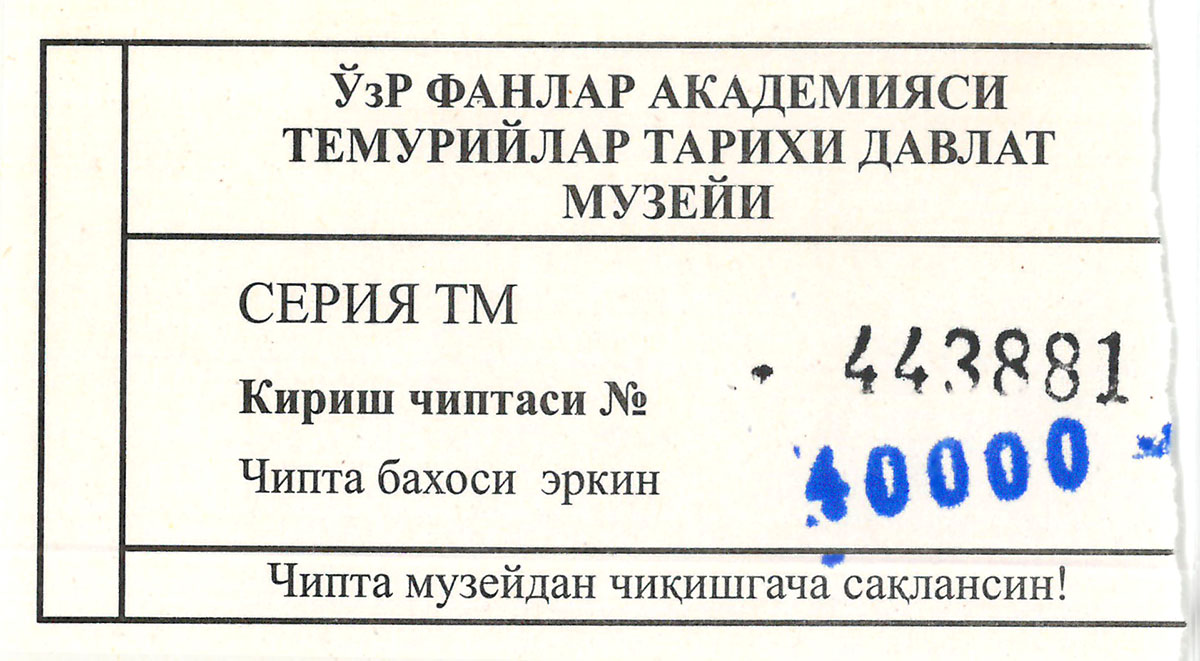 ЎзР ФАНЛАР АКАДЕМИЯСИ
ТЕМУРИЙЛАР ТАРИХИ ДАВЛАТ
МУЗЕЙИ
СЕРИЯ ТМ
Кириш чиптаси № 443881
Чипта бахоси эркин 40000
Чипта музейдан чиқишгача сақлансин!